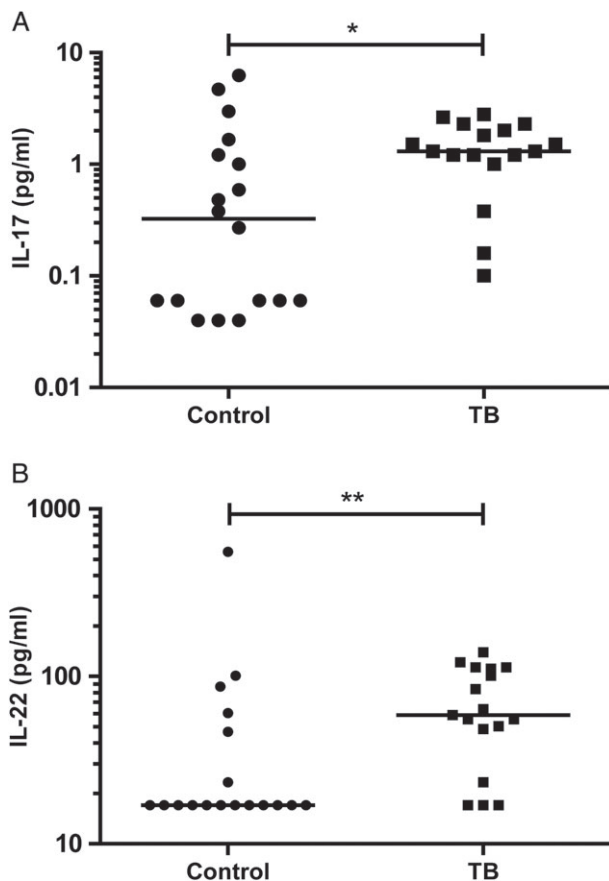 A
*
10
1
0.1
0.01
IL-17 (pg/ml)
Control TB
B
**
1000
100
10
IL-22 (pg/ml)
Control TB